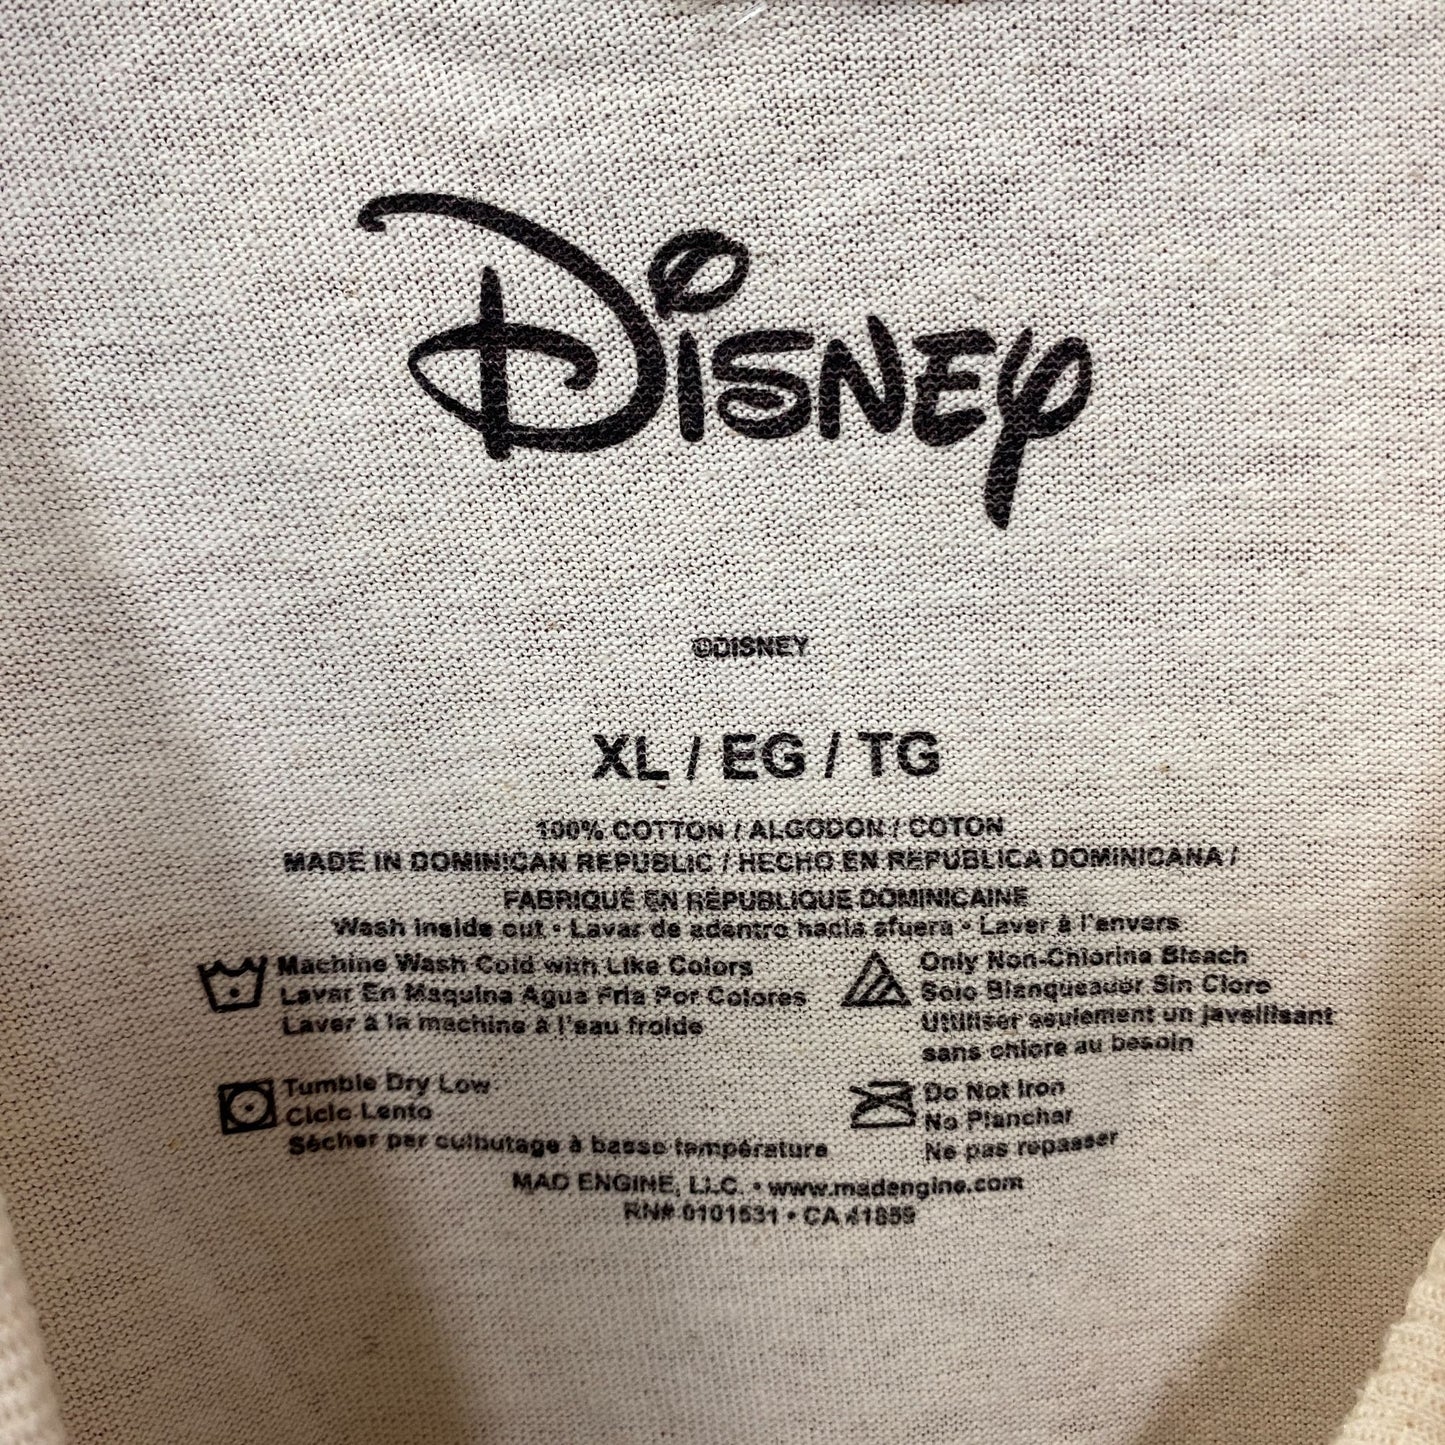 Disney
©DISNEY
XL / EG / TG
100% COTTON / ALGODON / COTON
MADE IN DOMINICAN REPUBLIC / HECHO EN REPUBLICA DOMINICANA /
FABRIQUÉ EN RÉPUBLIQUE DOMINICAINE
Wash inside out • Lavar de adentro hacia afuera • Laver à l'envers
Machine Wash Cold with Like Colors
Lavar En Maquina Agua Fria Por Colores
Laver à la machine à l'eau froide
Only Non-Chlorine Bleach
Solo Blanqueauor Sin Cloro
Utiliser seulement un javellisant
sans chlore au besoin
Tumble Dry Low
Ciclo Lento
Sécher par culbutage à basse température
Do Not Iron
No Planchar
Ne pas repasser
MAD ENGINE, LLC. • www.madengine.com
RN# 0101531 • CA 41859